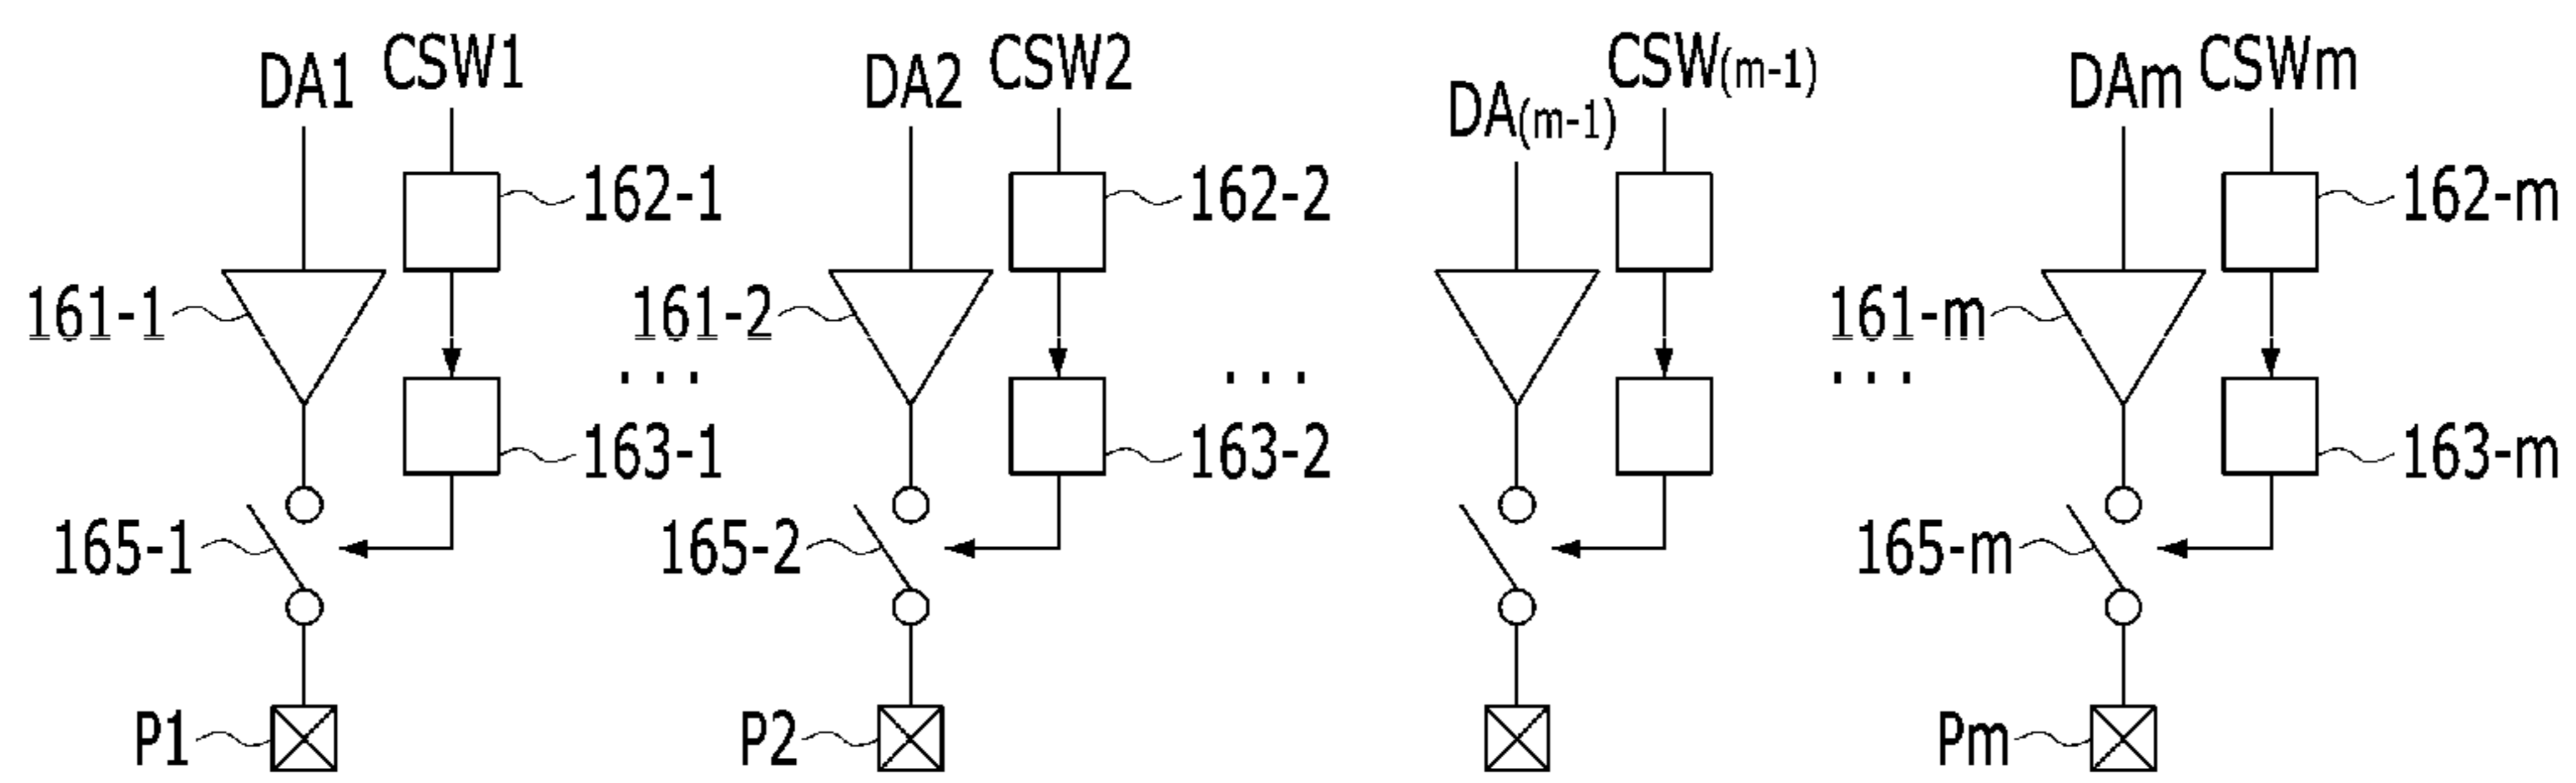 DA1 CSW1 DA2 CSW2 DA(m-1) CSW(m-1) DAm CSWm
162-1 162-2 162-m
161-1 161-2 161-m
... ... ...
163-1 163-2 163-m
165-1 165-2 165-m
P1 P2 Pm